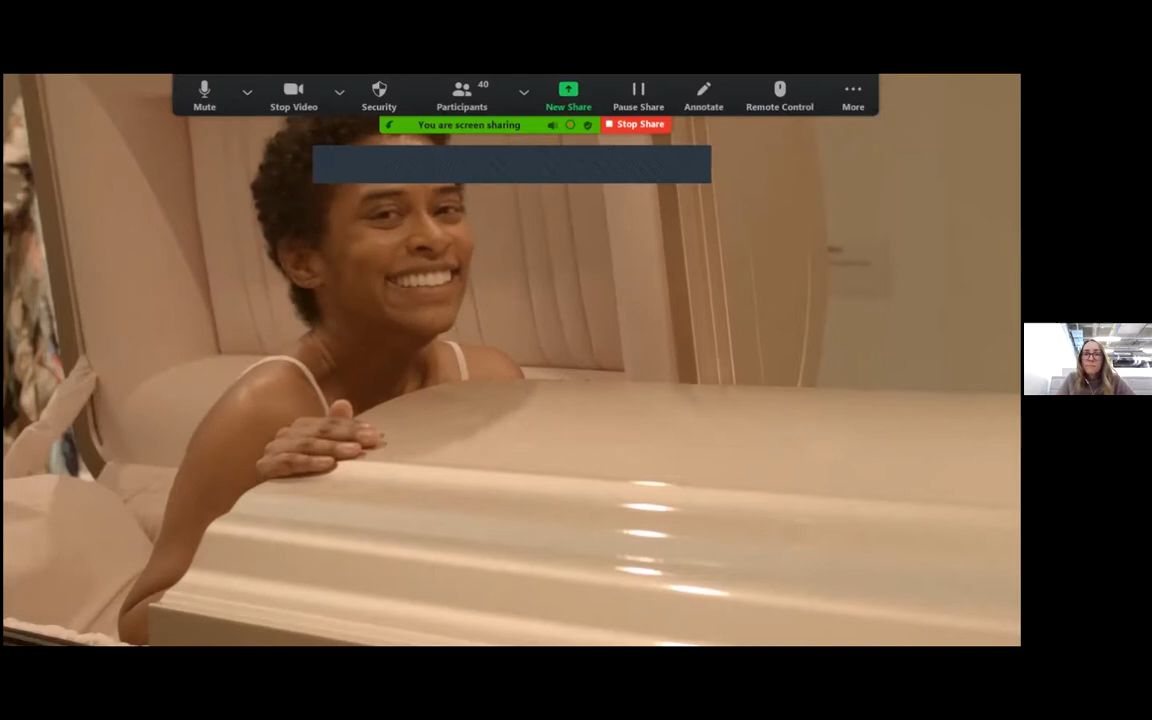 40
Mute
Stop Video
Security
Participants
New Share
Pause Share
Annotate
Remote Control
More
You are screen sharing
Stop Share